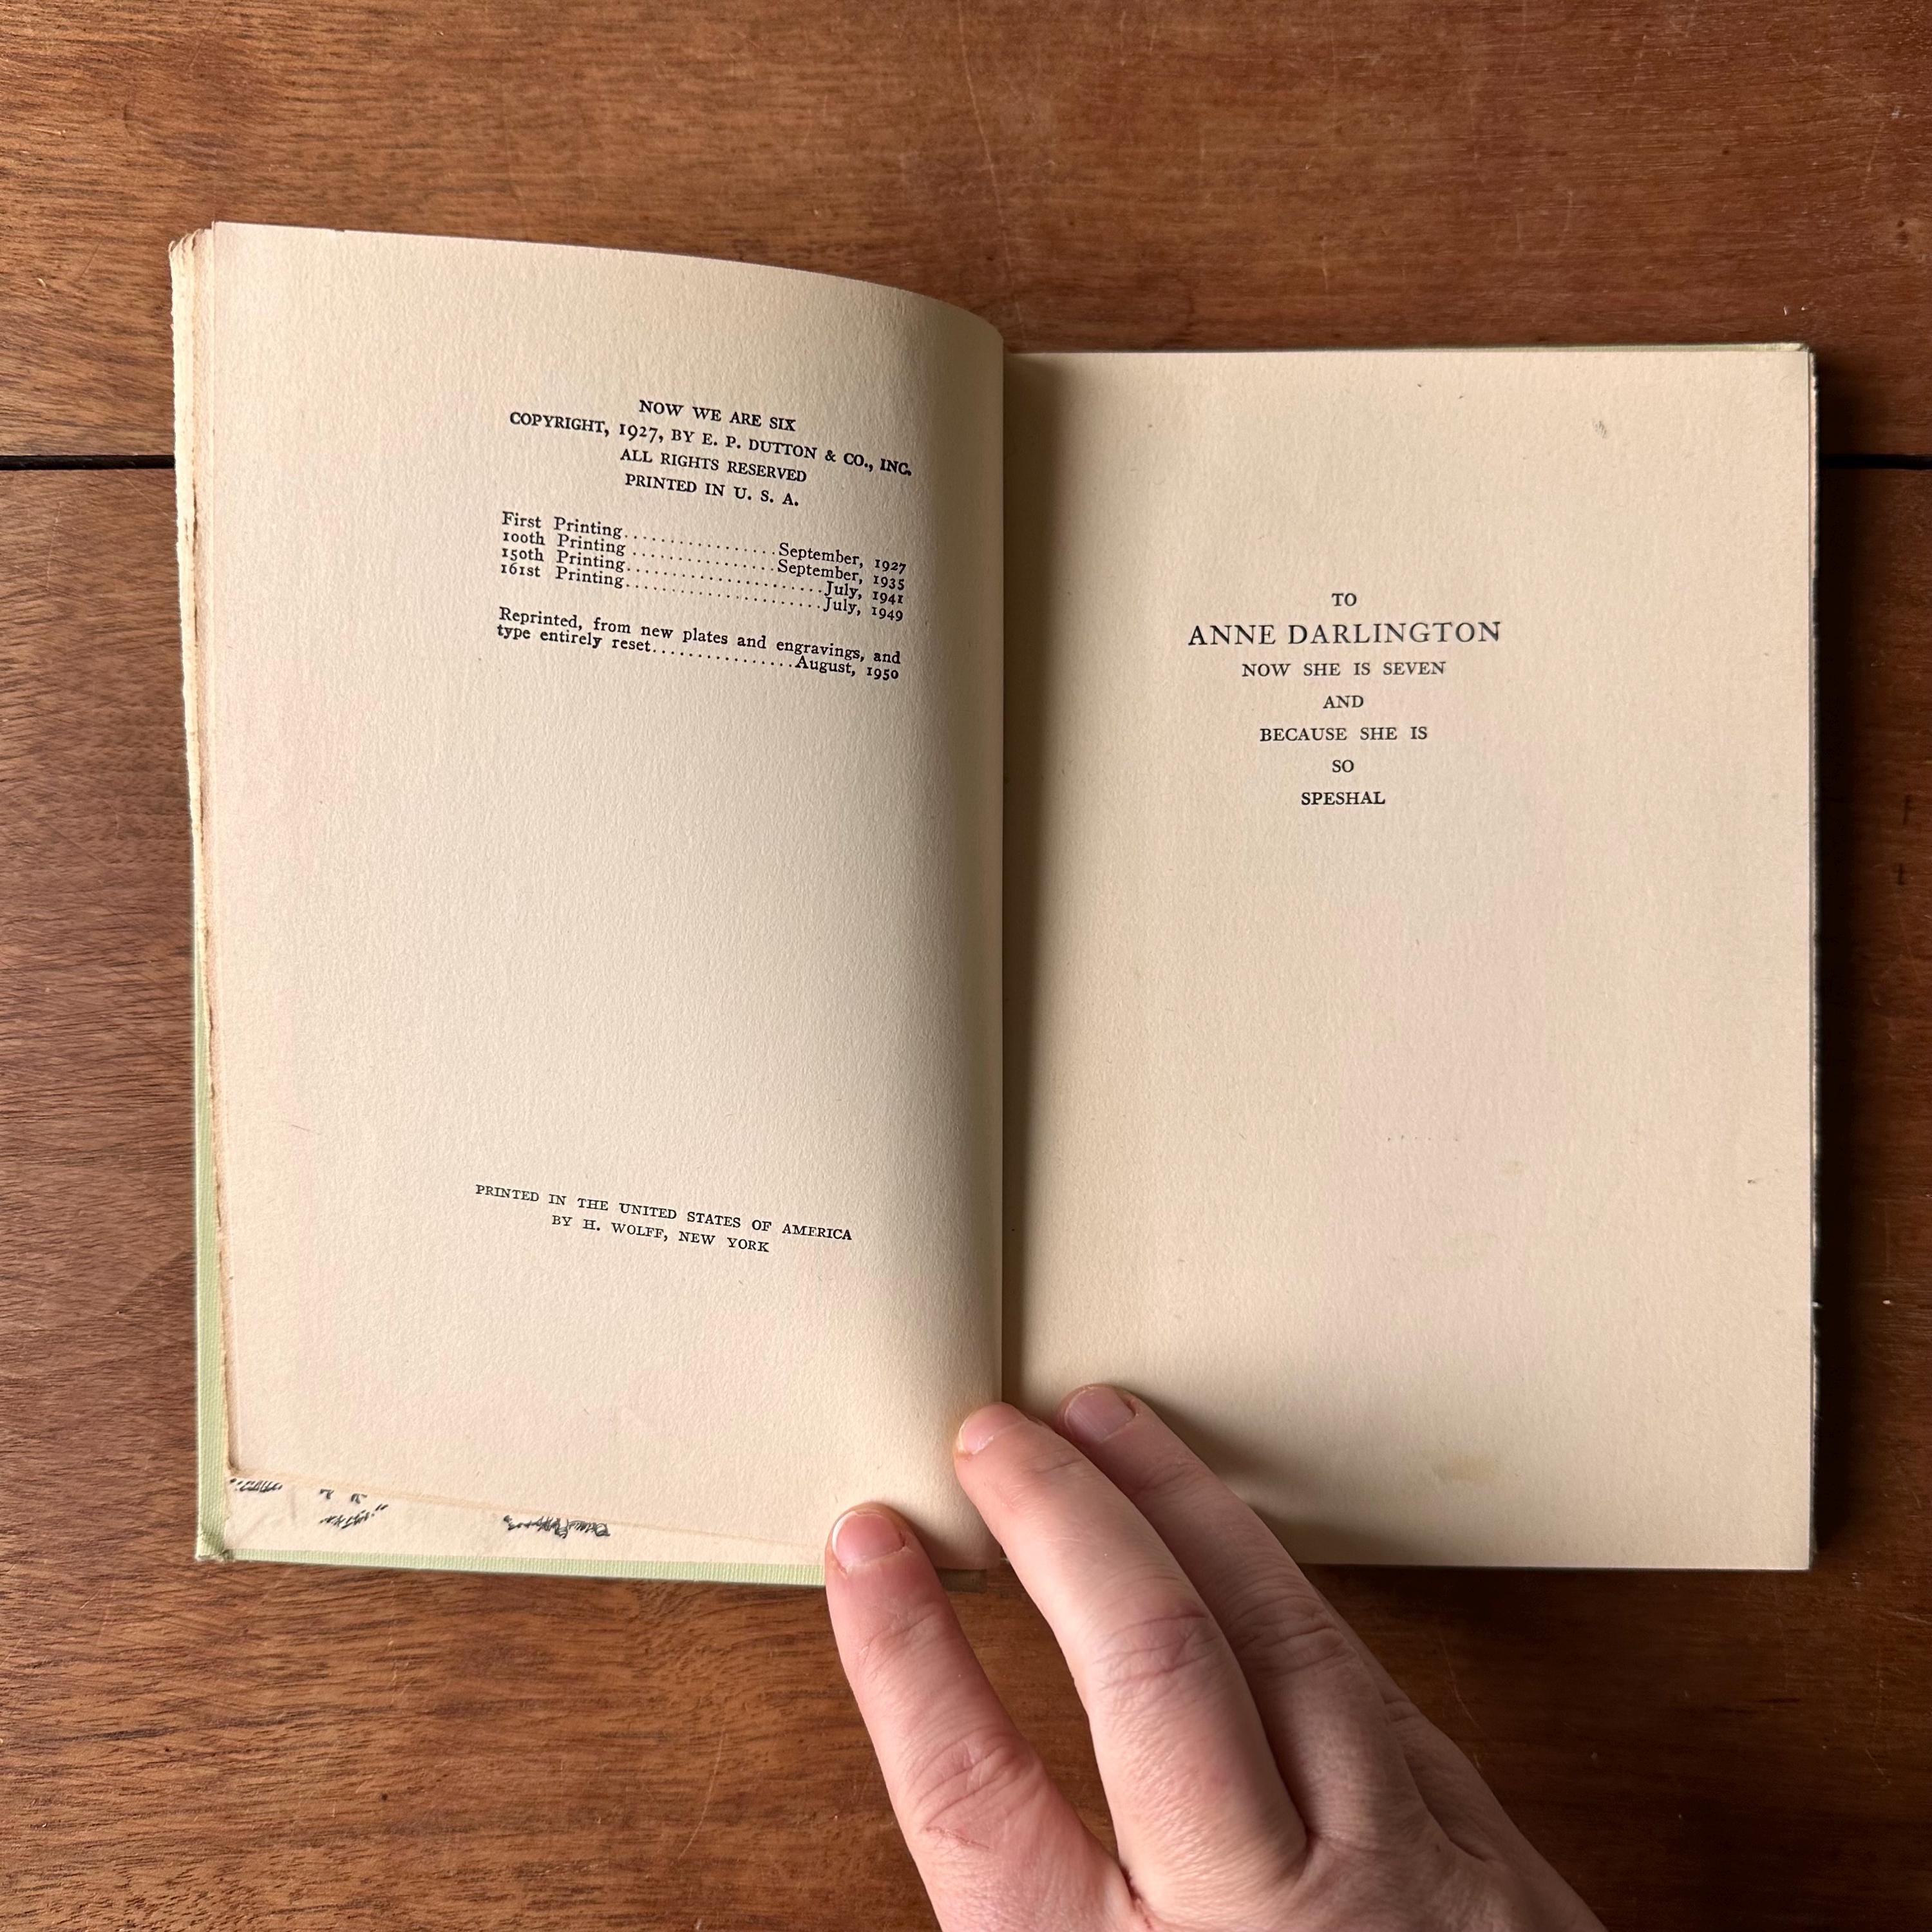 NOW WE ARE SIX
COPYRIGHT, 1927, BY E. P. DUTTON & CO., INC.
ALL RIGHTS RESERVED
PRINTED IN U. S. A.
First Printing................September, 1927
100th Printing ...............September, 1935
150th Printing.....................July, 1941
161st Printing.....................July, 1949
Reprinted, from new plates and engravings, and
type entirely reset...............August, 1950
PRINTED IN THE UNITED STATES OF AMERICA
BY H. WOLFF, NEW YORK
TO
ANNE DARLINGTON
NOW SHE IS SEVEN
AND
BECAUSE SHE IS
SO
SPESHAL